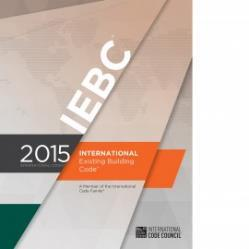 IEBC
2015
INTERNATIONAL
Existing Building
Code®
A Member of the International
Code Family®
INTERNATIONAL
CODE COUNCIL